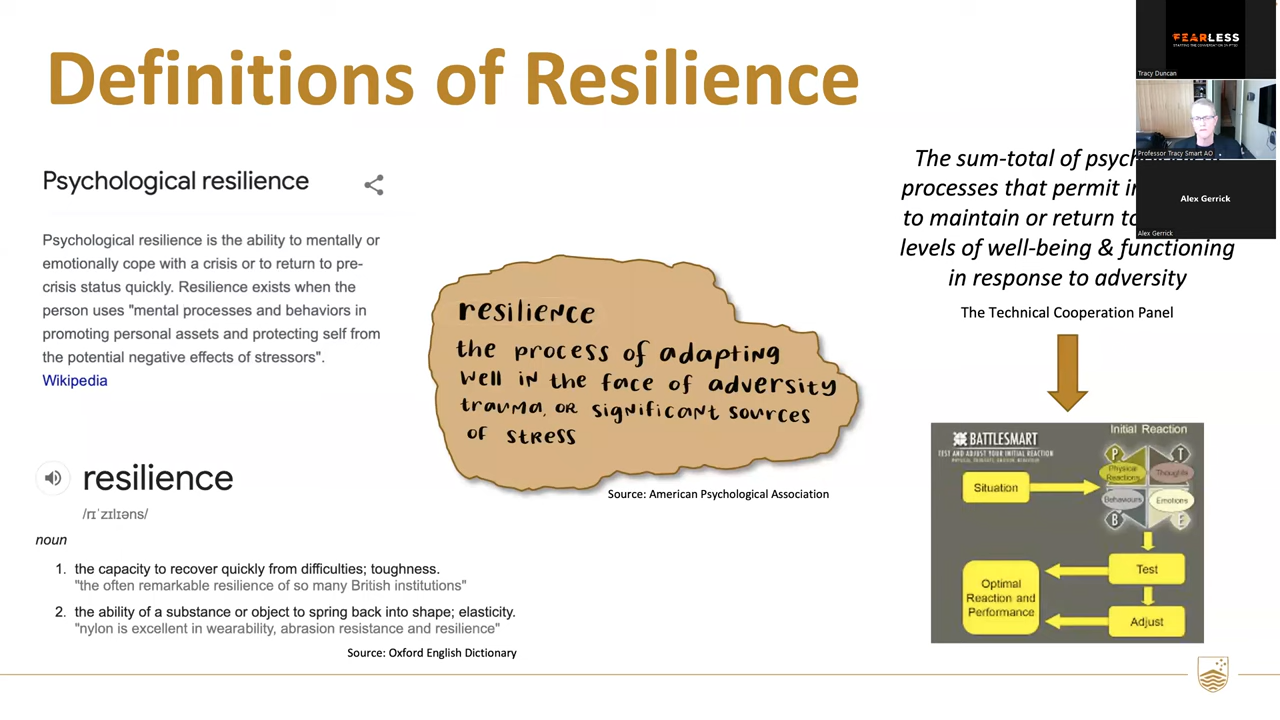 Definitions of Resilience
Psychological resilience
Psychological resilience is the ability to mentally or
emotionally cope with a crisis or to return to pre-
crisis status quickly. Resilience exists when the
person uses "mental processes and behaviors in
promoting personal assets and protecting self from
the potential negative effects of stressors".
Wikipedia
resilience
/rɪˈzɪlɪəns/
noun
1. the capacity to recover quickly from difficulties; toughness.
"the often remarkable resilience of so many British institutions"
2. the ability of a substance or object to spring back into shape; elasticity.
"nylon is excellent in wearability, abrasion resistance and resilience"
Source: Oxford English Dictionary
resilience
the process of adapting
well in the face of adversity
trauma, or significant sources
of stress
Source: American Psychological Association
The sum-total of
processes that permit
to maintain or return to
levels of well-being & functioning
in response to adversity
The Technical Cooperation Panel
BATTLESMART
TEST AND ADJUST YOUR INITIAL REACTION
Initial Reaction
P
T
Physical
Reactions
Thoughts
Behaviours
Emotions
B
E
Situation
Test
Adjust
Optimal
Reaction and
Performance
FEARLESS
Tracy Duncan
Professor Tracy Smart AO
Alex Gerrick
Alex Gerrick